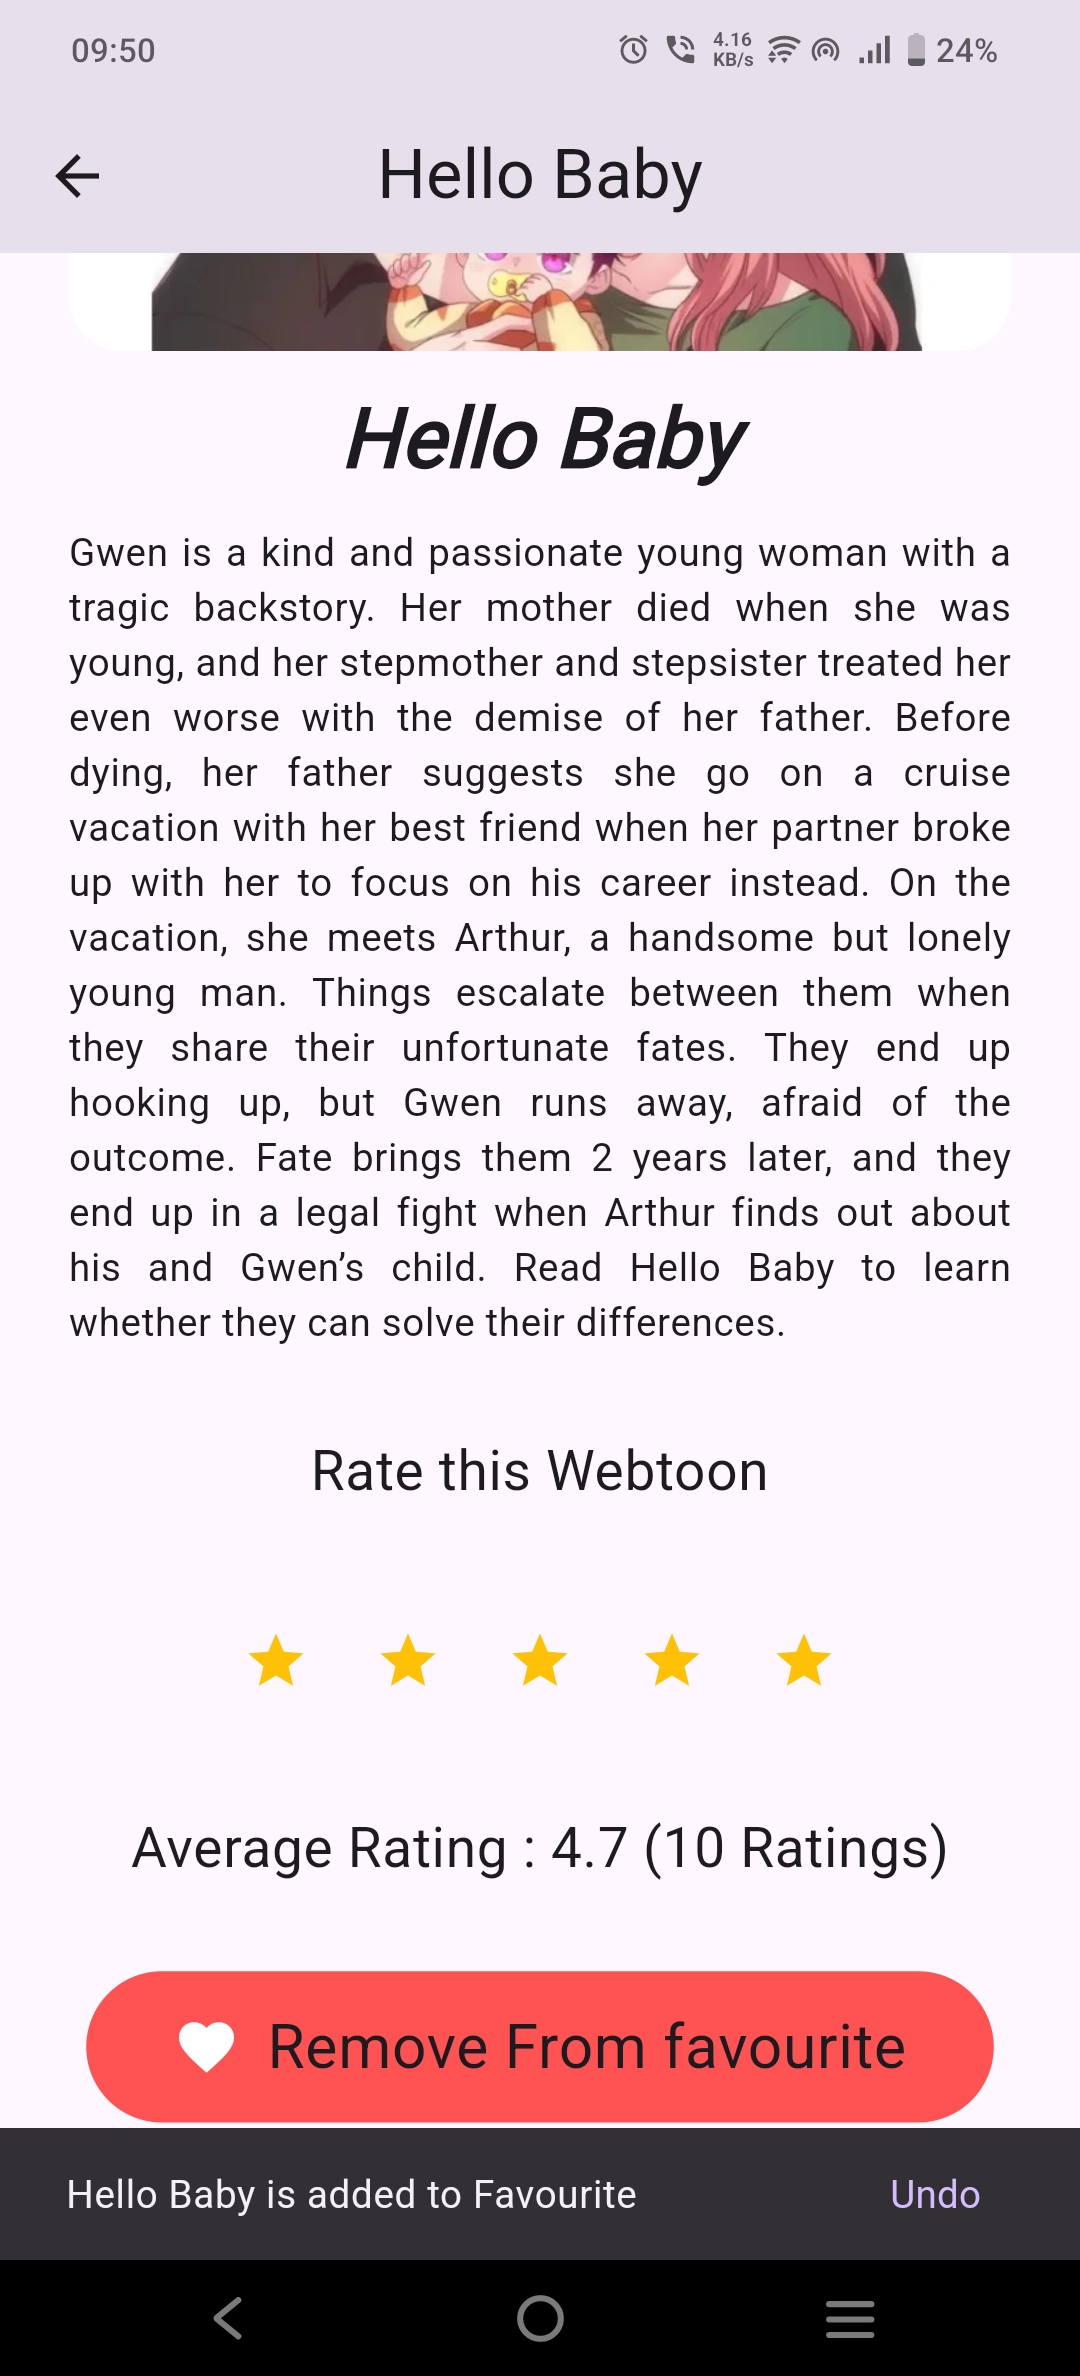 09:50
4.16
KB/s
24%
Hello Baby
Hello Baby
Gwen is a kind and passionate young woman with a
tragic backstory. Her mother died when she was
young, and her stepmother and stepsister treated her
even worse with the demise of her father. Before
dying, her father suggests she go on a cruise
vacation with her best friend when her partner broke
up with her to focus on his career instead. On the
vacation, she meets Arthur, a handsome but lonely
young man. Things escalate between them when
they share their unfortunate fates. They end up
hooking up, but Gwen runs away, afraid of the
outcome. Fate brings them 2 years later, and they
end up in a legal fight when Arthur finds out about
his and Gwen’s child. Read Hello Baby to learn
whether they can solve their differences.
Rate this Webtoon
Average Rating : 4.7 (10 Ratings)
Remove From favourite
Hello Baby is added to Favourite
Undo